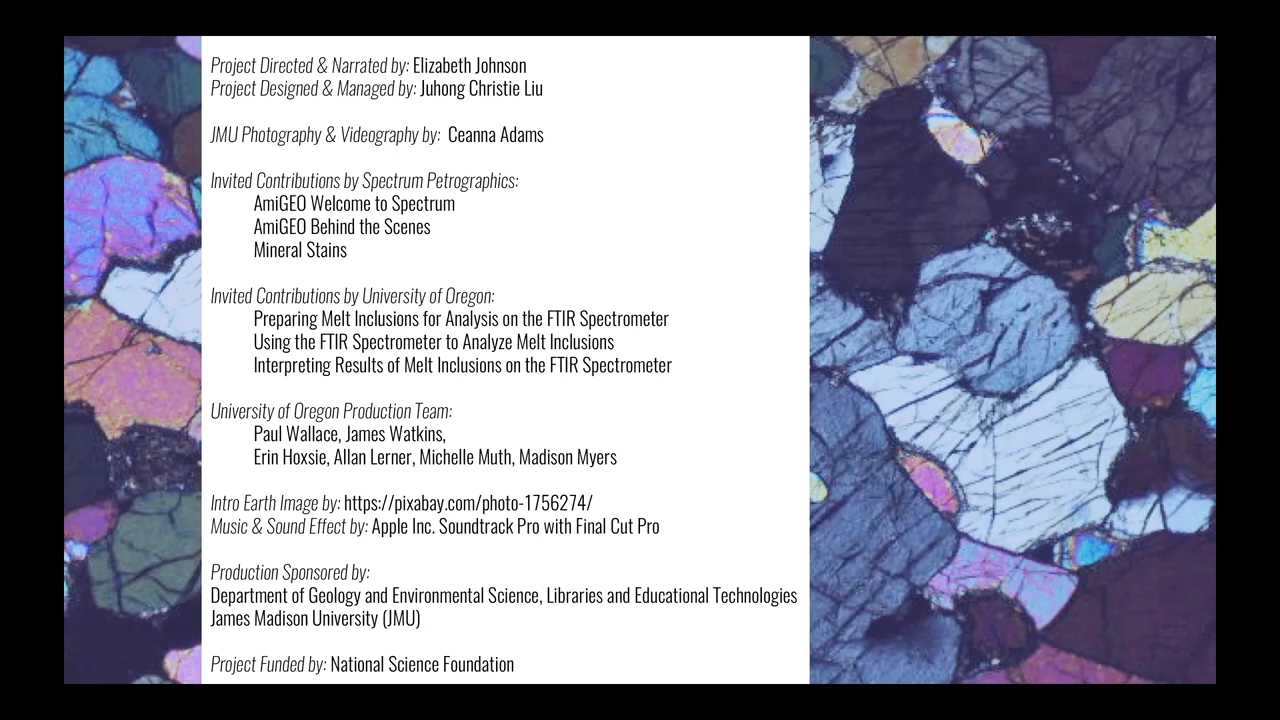 Project Directed & Narrated by: Elizabeth Johnson
Project Designed & Managed by: Juhong Christie Liu
JMU Photography & Videography by: Ceanna Adams
Invited Contributions by Spectrum Petrographics:
AmiGEO Welcome to Spectrum
AmiGEO Behind the Scenes
Mineral Stains
Invited Contributions by University of Oregon:
Preparing Melt Inclusions for Analysis on the FTIR Spectrometer
Using the FTIR Spectrometer to Analyze Melt Inclusions
Interpreting Results of Melt Inclusions on the FTIR Spectrometer
University of Oregon Production Team:
Paul Wallace, James Watkins,
Erin Hoxsie, Allan Lerner, Michelle Muth, Madison Myers
Intro Earth Image by: https://pixabay.com/photo-1756274/
Music & Sound Effect by: Apple Inc. Soundtrack Pro with Final Cut Pro
Production Sponsored by:
Department of Geology and Environmental Science, Libraries and Educational Technologies
James Madison University (JMU)
Project Funded by: National Science Foundation